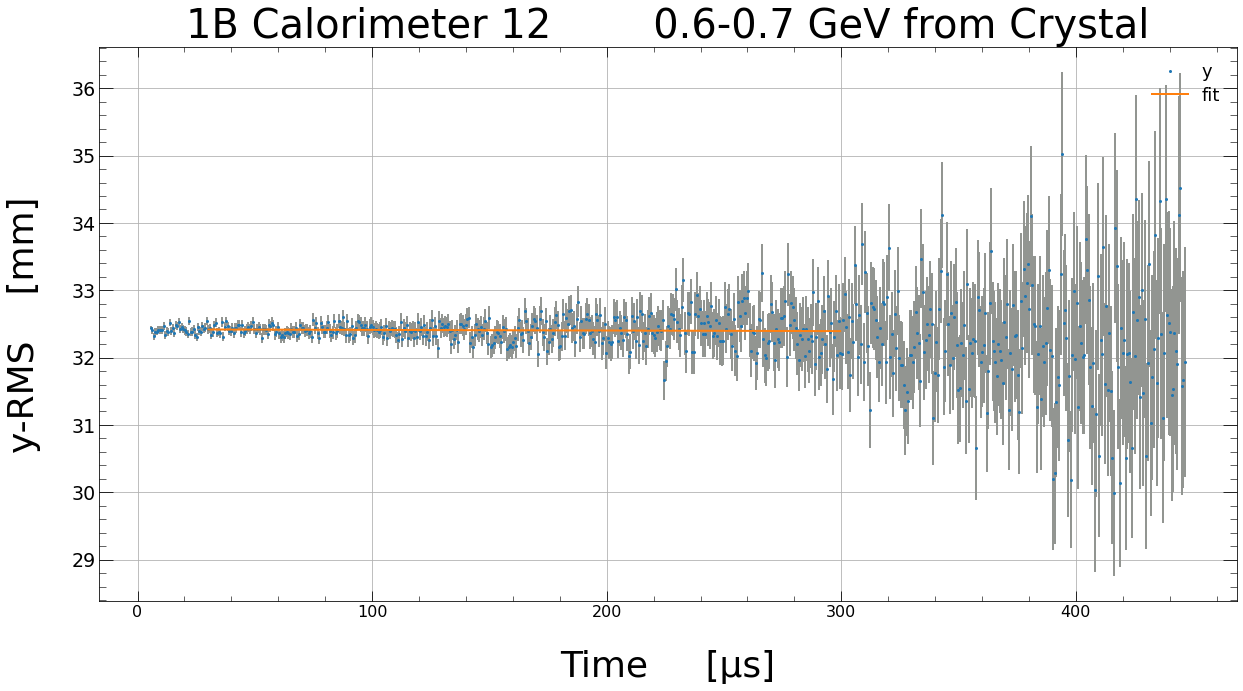 1B Calorimeter 12 0.6-0.7 GeV from Crystal
y
fit
36
35
34
33
32
31
30
29
y-RMS [mm]
0 100 200 300 400
Time [μs]